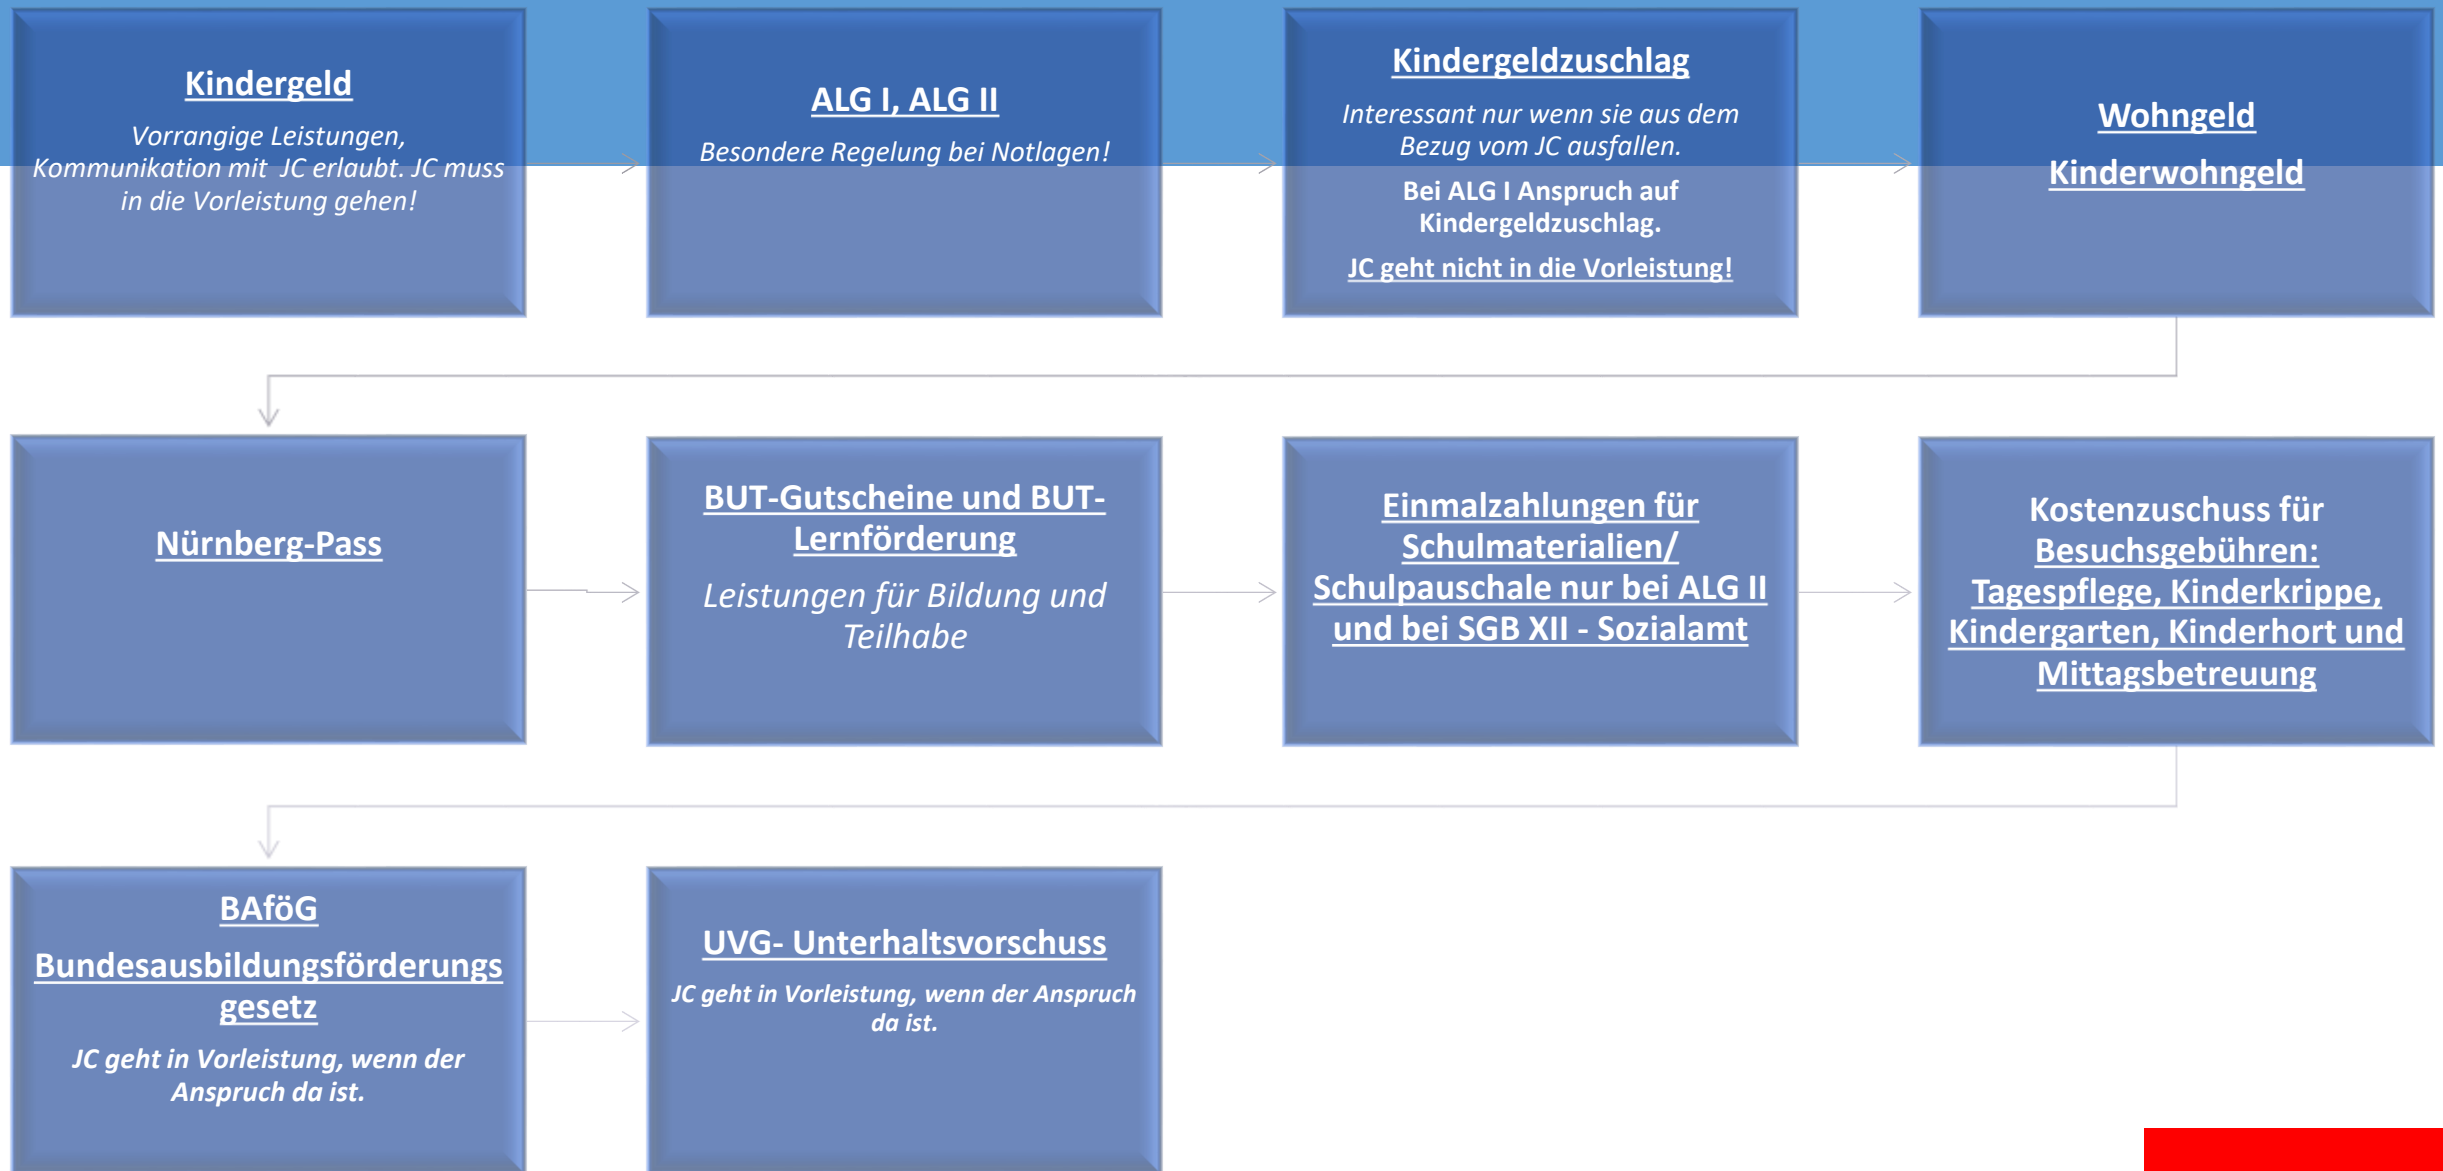 Kindergeld
Vorrangige Leistungen,
Kommunikation mit  JC erlaubt. JC muss
in die Vorleistung gehen!
ALG I, ALG II
Besondere Regelung bei Notlagen!
Kindergeldzuschlag
Interessant nur wenn sie aus dem
Bezug vom JC ausfallen.
Bei ALG I Anspruch auf
Kindergeldzuschlag.
JC geht nicht in die Vorleistung!
Wohngeld
Kinderwohngeld
Nürnberg-Pass
BUT-Gutscheine und BUT-
Lernförderung
Leistungen für Bildung und
Teilhabe
Einmalzahlungen für
Schulmaterialien/
Schulpauschale nur bei ALG II
und bei SGB XII - Sozialamt
Kostenzuschuss für
Besuchsgebühren:
Tagespflege, Kinderkrippe,
Kindergarten, Kinderhort und
Mittagsbetreuung
BAföG
Bundesausbildungsförderungs
gesetz
JC geht in Vorleistung, wenn der
Anspruch da ist.
UVG- Unterhaltsvorschuss
JC geht in Vorleistung, wenn der Anspruch
da ist.